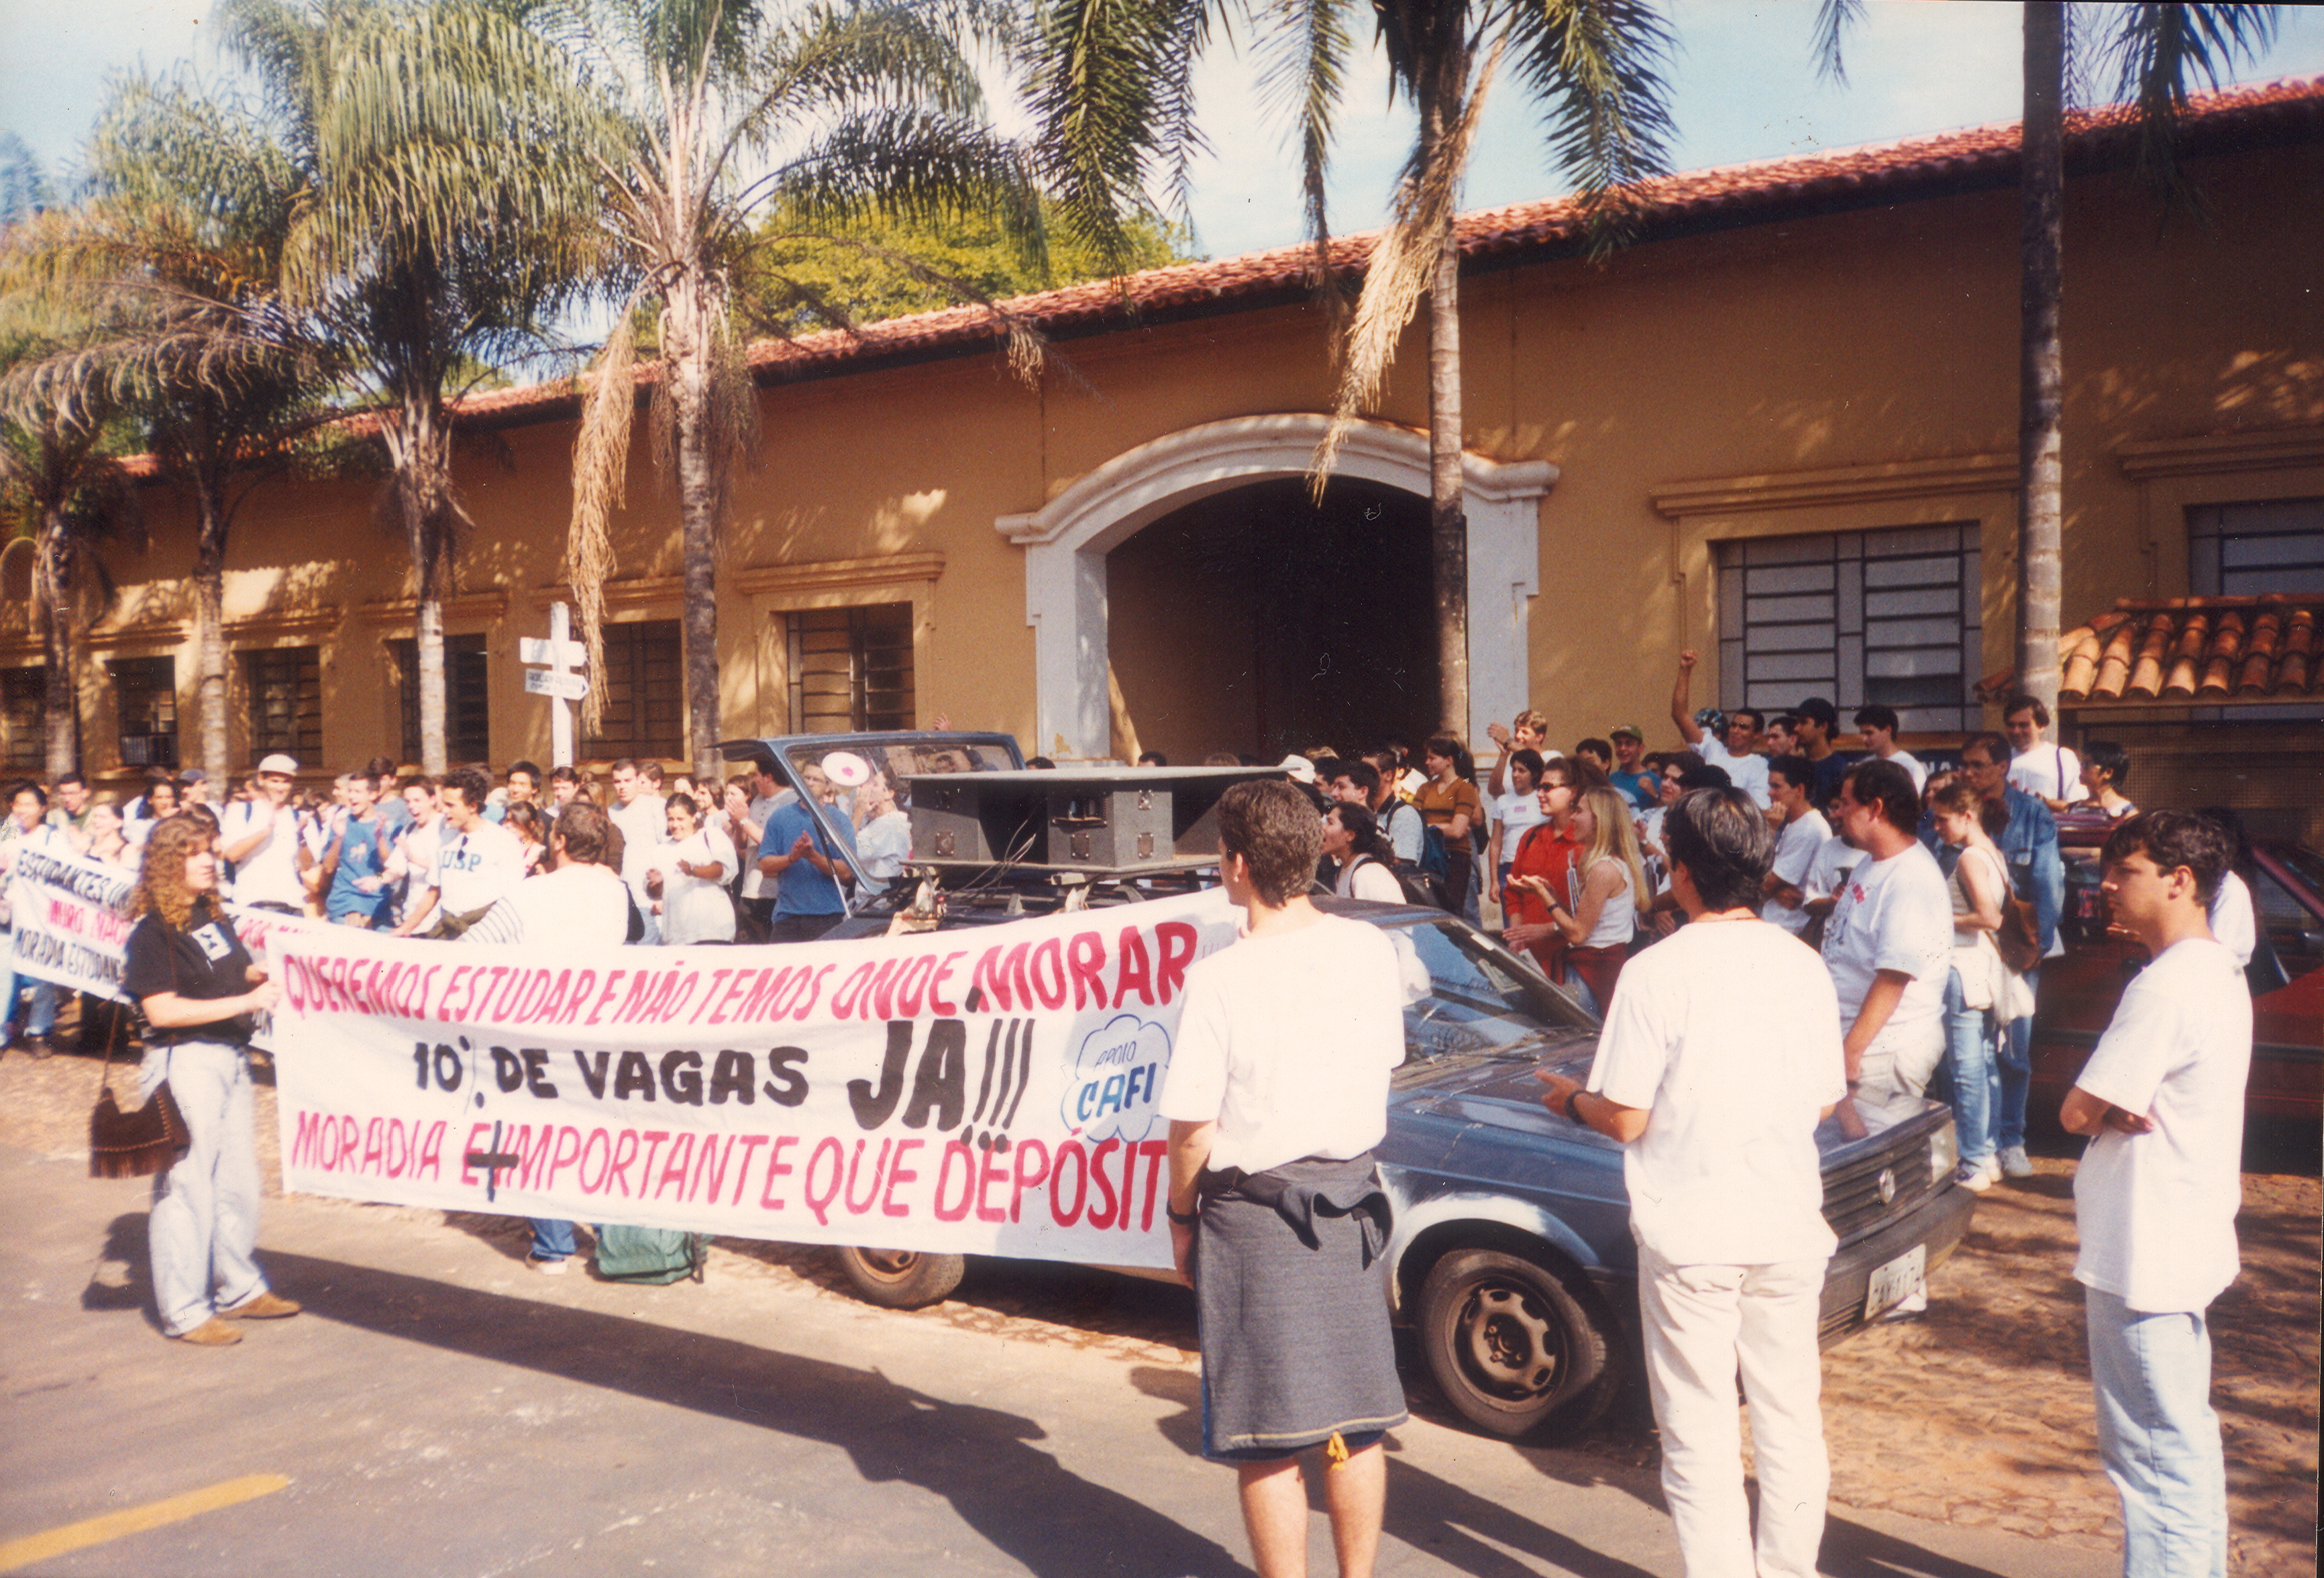 ESTUDANTES
MORADIA ESTUDAN
USP
QUEREMOS ESTUDAR E NÃO TEMOS ONDE MORAR
10% DE VAGAS JÁ!!!
APOIO
CAFI
MORADIA É + IMPORTANTE QUE DEPÓSIT